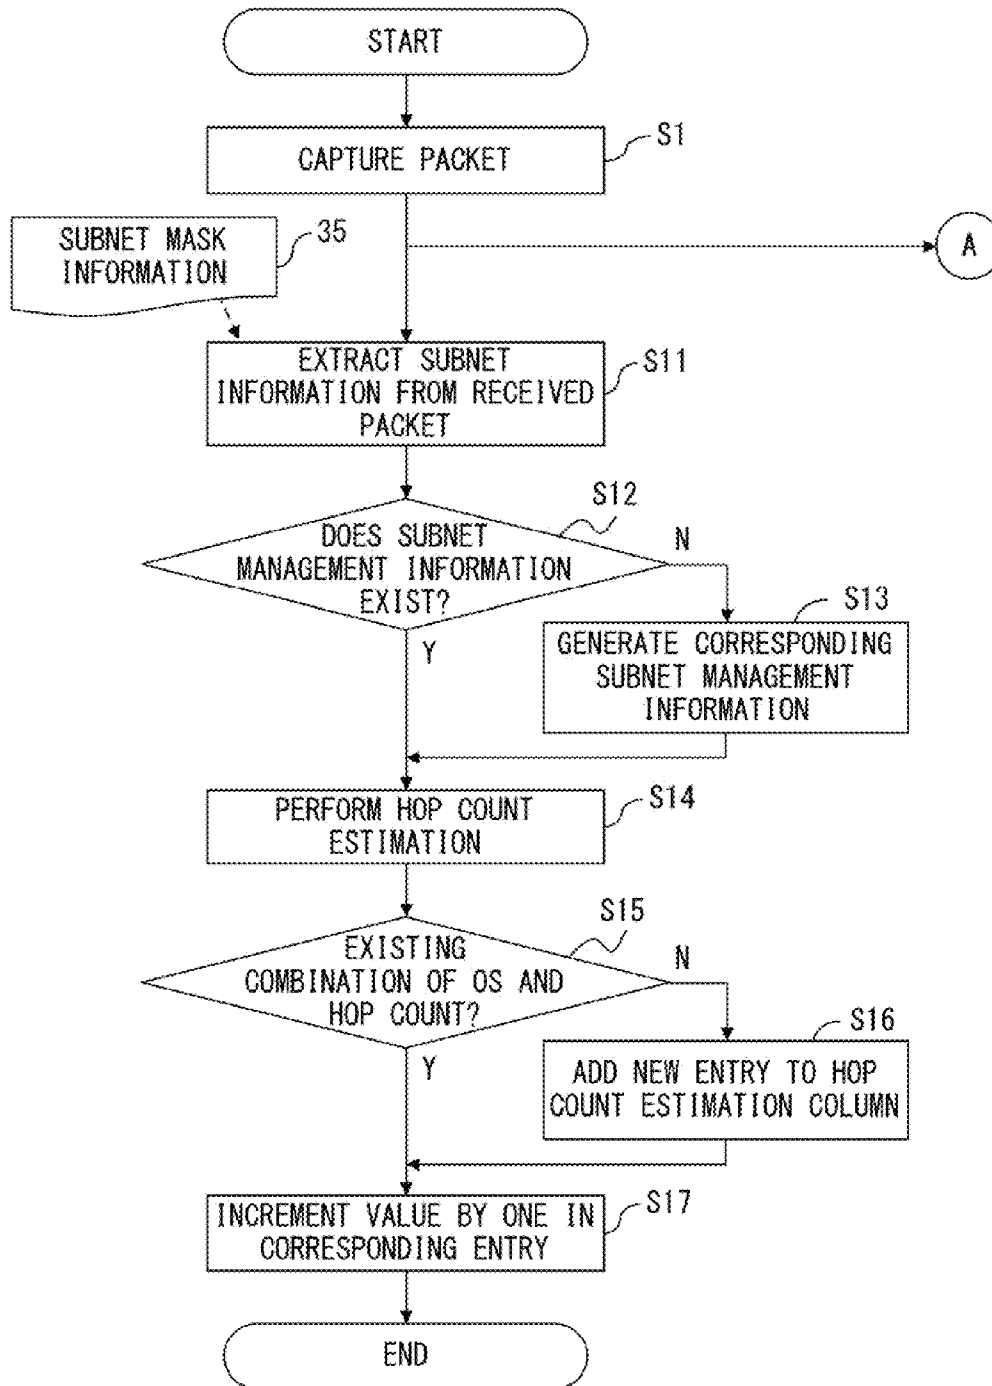 START
S1
CAPTURE PACKET
SUBNET MASK
INFORMATION
35
A
EXTRACT SUBNET
INFORMATION FROM RECEIVED
PACKET
S11
S12
DOES SUBNET
MANAGEMENT INFORMATION
EXIST?
N
Y
S13
GENERATE CORRESPONDING
SUBNET MANAGEMENT
INFORMATION
PERFORM HOP COUNT
ESTIMATION
S14
S15
EXISTING
COMBINATION OF OS AND
HOP COUNT?
N
Y
S16
ADD NEW ENTRY TO HOP
COUNT ESTIMATION COLUMN
INCREMENT VALUE BY ONE IN
CORRESPONDING ENTRY
S17
END